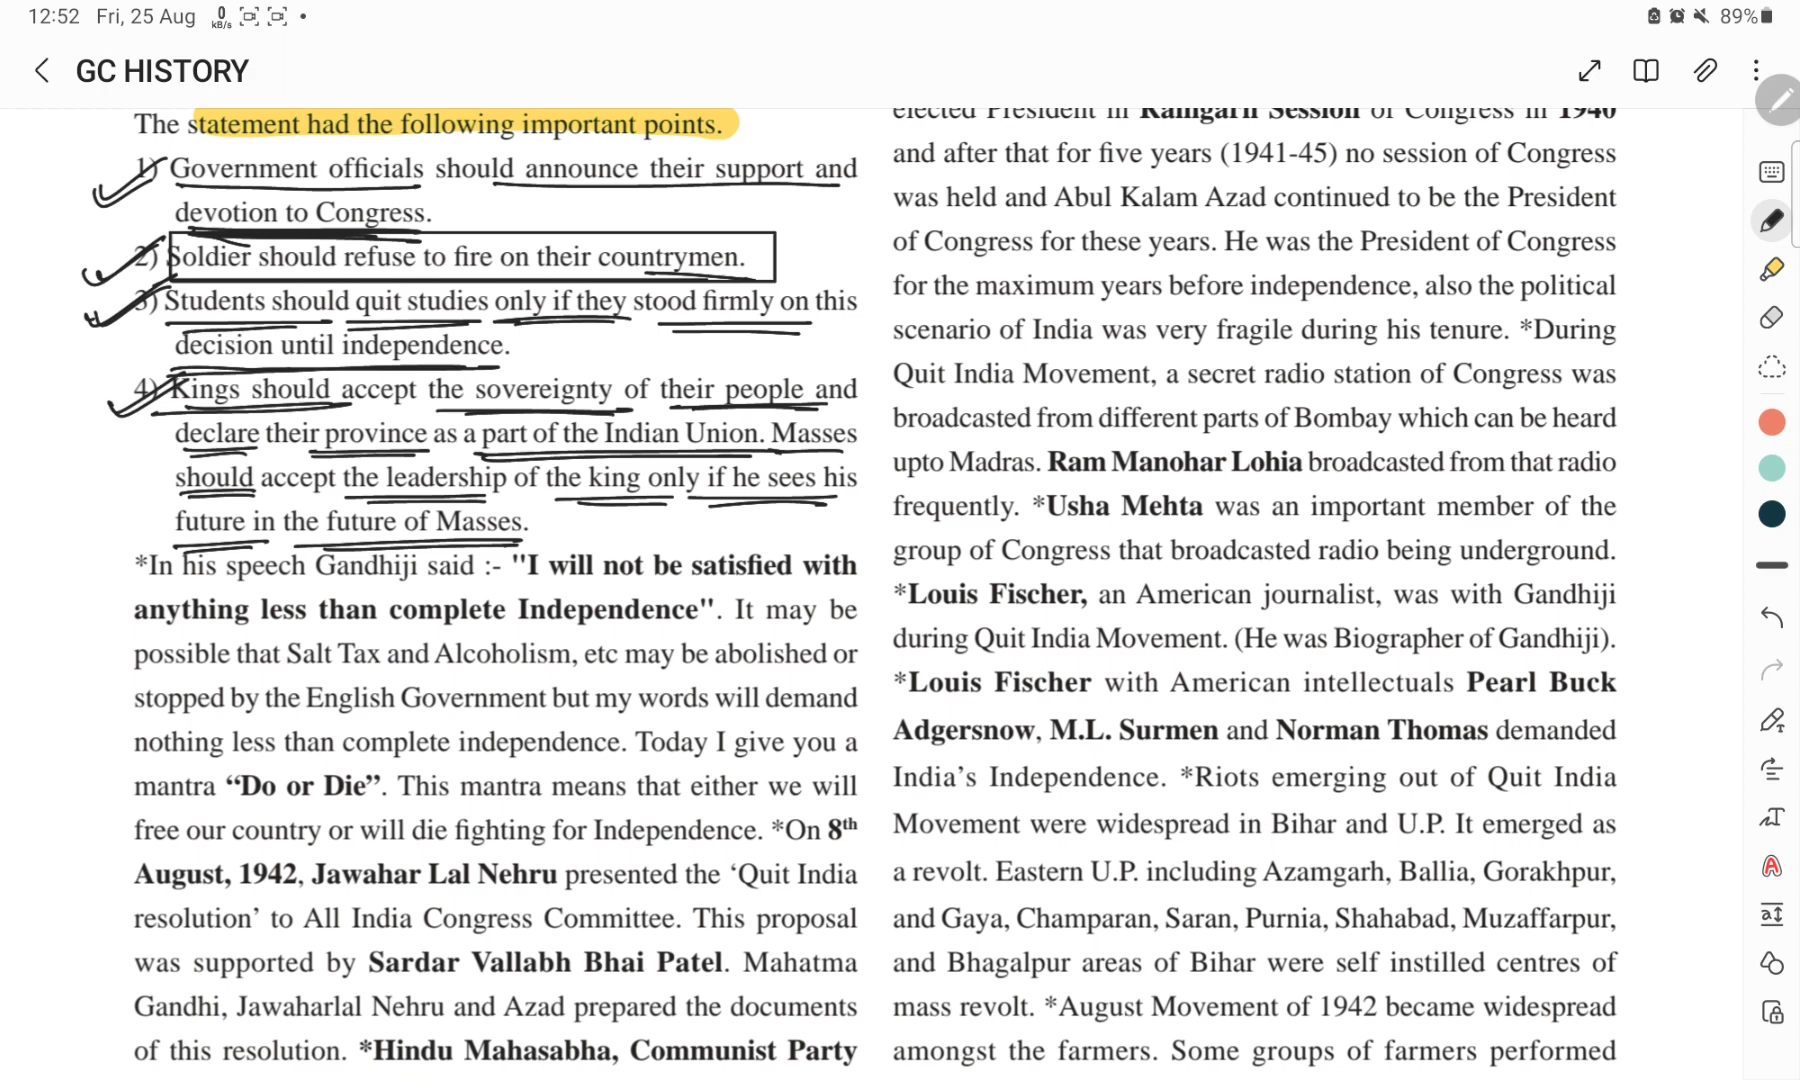 12:52 Fri, 25 Aug 0 kB/s 89%
GC HISTORY
The statement had the following important points.
1) Government officials should announce their support and
devotion to Congress.
2) Soldier should refuse to fire on their countrymen.
3) Students should quit studies only if they stood firmly on this
decision until independence.
4) Kings should accept the sovereignty of their people and
declare their province as a part of the Indian Union. Masses
should accept the leadership of the king only if he sees his
future in the future of Masses.
*In his speech Gandhiji said :- "I will not be satisfied with
anything less than complete Independence". It may be
possible that Salt Tax and Alcoholism, etc may be abolished or
stopped by the English Government but my words will demand
nothing less than complete independence. Today I give you a
mantra “Do or Die”. This mantra means that either we will
free our country or will die fighting for Independence. *On 8th
August, 1942, Jawahar Lal Nehru presented the ‘Quit India
resolution’ to All India Congress Committee. This proposal
was supported by Sardar Vallabh Bhai Patel. Mahatma
Gandhi, Jawaharlal Nehru and Azad prepared the documents
of this resolution. *Hindu Mahasabha, Communist Party
elected President in Ramgarh Session of Congress in 1940
and after that for five years (1941-45) no session of Congress
was held and Abul Kalam Azad continued to be the President
of Congress for these years. He was the President of Congress
for the maximum years before independence, also the political
scenario of India was very fragile during his tenure. *During
Quit India Movement, a secret radio station of Congress was
broadcasted from different parts of Bombay which can be heard
upto Madras. Ram Manohar Lohia broadcasted from that radio
frequently. *Usha Mehta was an important member of the
group of Congress that broadcasted radio being underground.
*Louis Fischer, an American journalist, was with Gandhiji
during Quit India Movement. (He was Biographer of Gandhiji).
*Louis Fischer with American intellectuals Pearl Buck
Adgersnow, M.L. Surmen and Norman Thomas demanded
India’s Independence. *Riots emerging out of Quit India
Movement were widespread in Bihar and U.P. It emerged as
a revolt. Eastern U.P. including Azamgarh, Ballia, Gorakhpur,
and Gaya, Champaran, Saran, Purnia, Shahabad, Muzaffarpur,
and Bhagalpur areas of Bihar were self instilled centres of
mass revolt. *August Movement of 1942 became widespread
amongst the farmers. Some groups of farmers performed